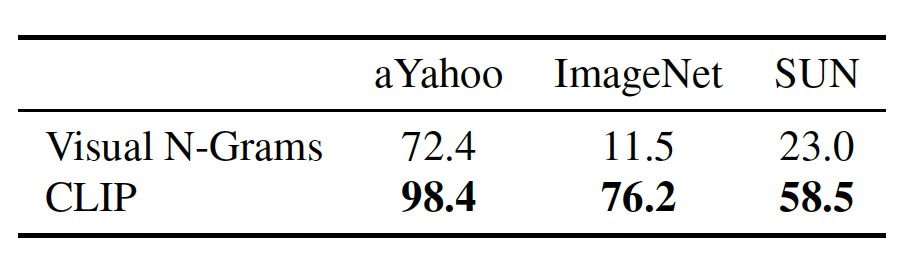 aYahoo ImageNet SUN
Visual N-Grams 72.4 11.5 23.0
CLIP 98.4 76.2 58.5